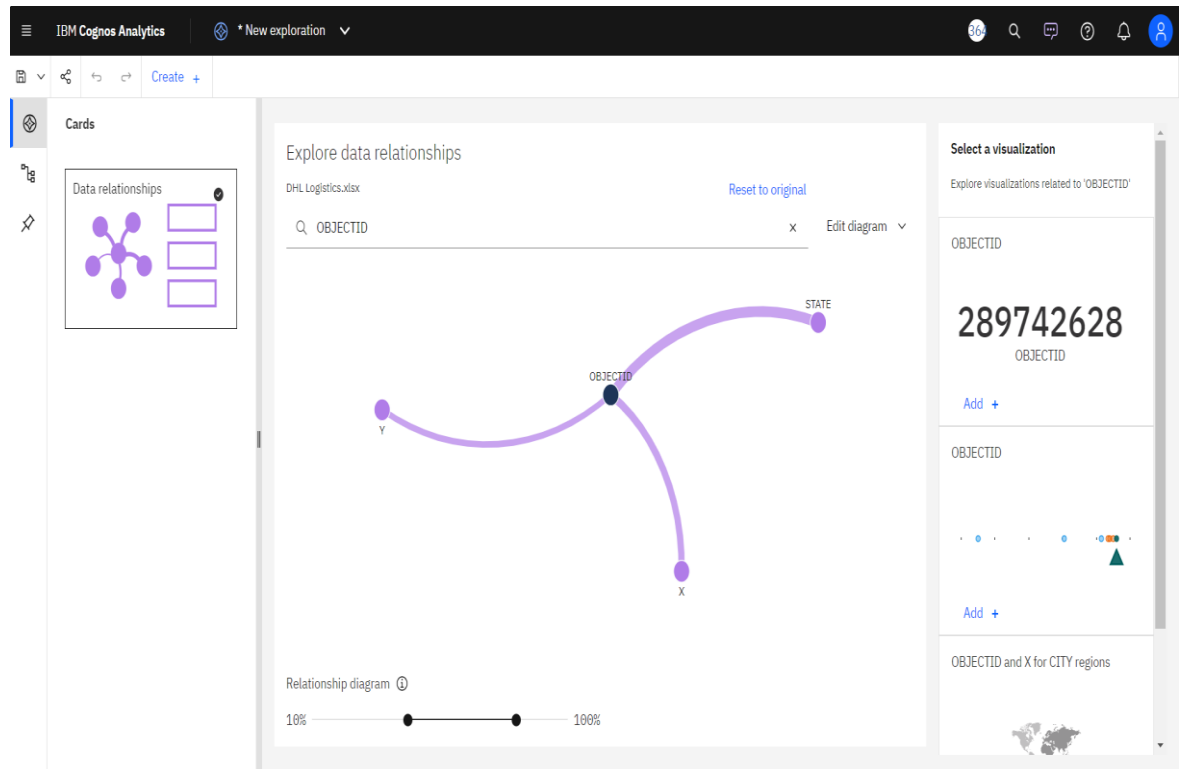 IBM Cognos Analytics
* New exploration
364
Create +
Cards
Data relationships
Explore data relationships
DHL Logistics.xlsx
Reset to original
OBJECTID
x
Edit diagram
STATE
OBJECTID
Y
X
Relationship diagram
10%
100%
Select a visualization
Explore visualizations related to 'OBJECTID'
OBJECTID
289742628
OBJECTID
Add +
OBJECTID
Add +
OBJECTID and X for CITY regions